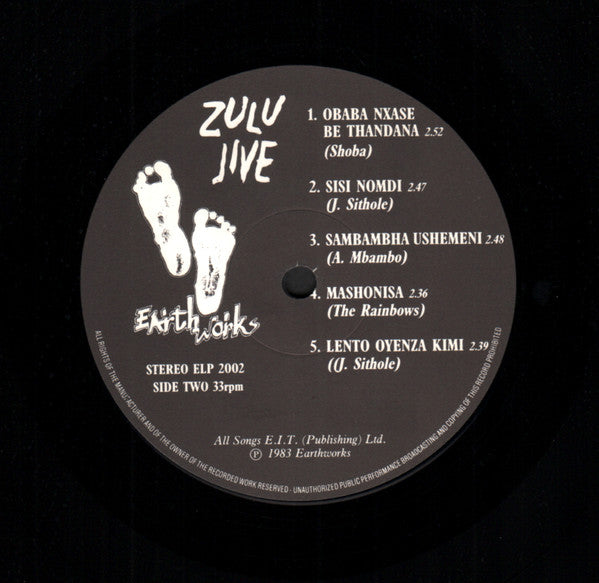 ZULU
JIVE
1. OBABA NXASE
BE THANDANA 2.52
(Shoba)
2. SISI NOMDI 2.47
(J. Sithole)
3. SAMBAMBHA USHEMENI 2.48
(A. Mbambo)
4. MASHONISA 2.36
(The Rainbows)
5. LENTO OYENZA KIMI 2.39
((J. Sithole)
Earthworks
STEREO ELP 2002
SIDE TWO 33rpm
All Songs E.I.T. (Publishing) Ltd.
Ⓟ 1983 Earthworks
ALL RIGHTS OF THE MANUFACTURER AND OF THE OWNER OF THE RECORDED WORK RESERVED - UNAUTHORIZED PUBLIC PERFORMANCE BROADCASTING AND COPYING OF THIS RECORD PROHIBITED